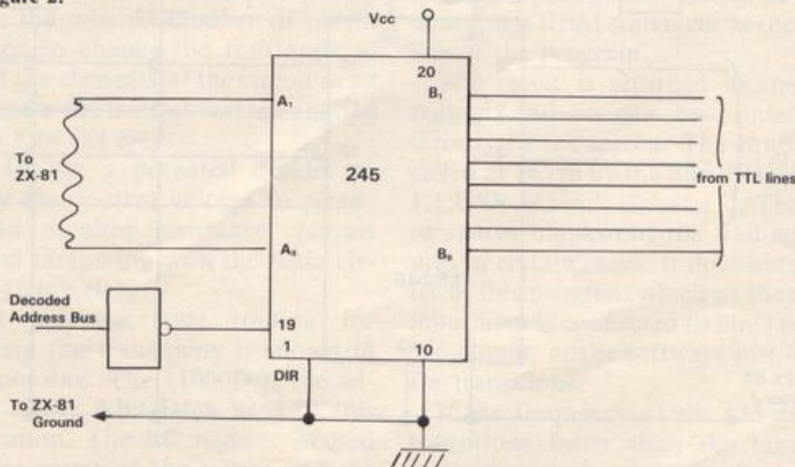 Figure 2.
Vcc
20
A₁
B₁
To
ZX-81
245
from TTL lines
A₈
B₈
Decoded
Address Bus
19
1
10
DIR
To ZX-81
Ground